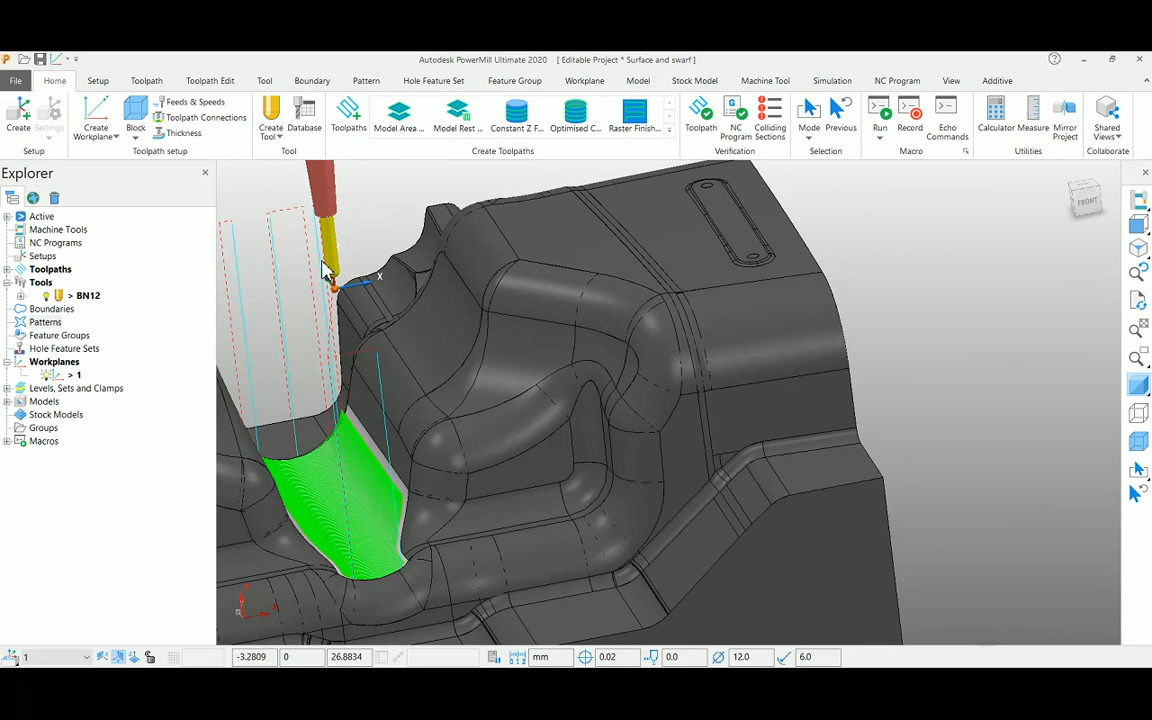 Autodesk PowerMill Ultimate 2020 [ Editable Project * Surface and swarf ]
File Home Setup Toolpath Toolpath Edit Tool Boundary Pattern Hole Feature Set Feature Group Workplane Model Stock Model Machine Tool Simulation NC Program View Additive
Create Settings Create Workplane Block Feeds & Speeds Toolpath Connections Thickness Create Tool Database Toolpaths Model Area ... Model Rest ... Constant Z F... Optimised C... Raster Finish... Toolpath NC Program Colliding Sections Mode Previous Run Record Echo Commands Calculator Measure Mirror Project Shared Views
Setup Toolpath setup Tool Create Toolpaths Verification Selection Macro Utilities Collaborate
Explorer
Active
Machine Tools
NC Programs
Setups
Toolpaths
Tools
> BN12
Boundaries
Patterns
Feature Groups
Hole Feature Sets
Workplanes
> 1
Levels, Sets and Clamps
Models
Stock Models
Groups
Macros
FRONT
X
X
1 -3.2809 0 26.8834 mm 0.02 0.0 12.0 6.0